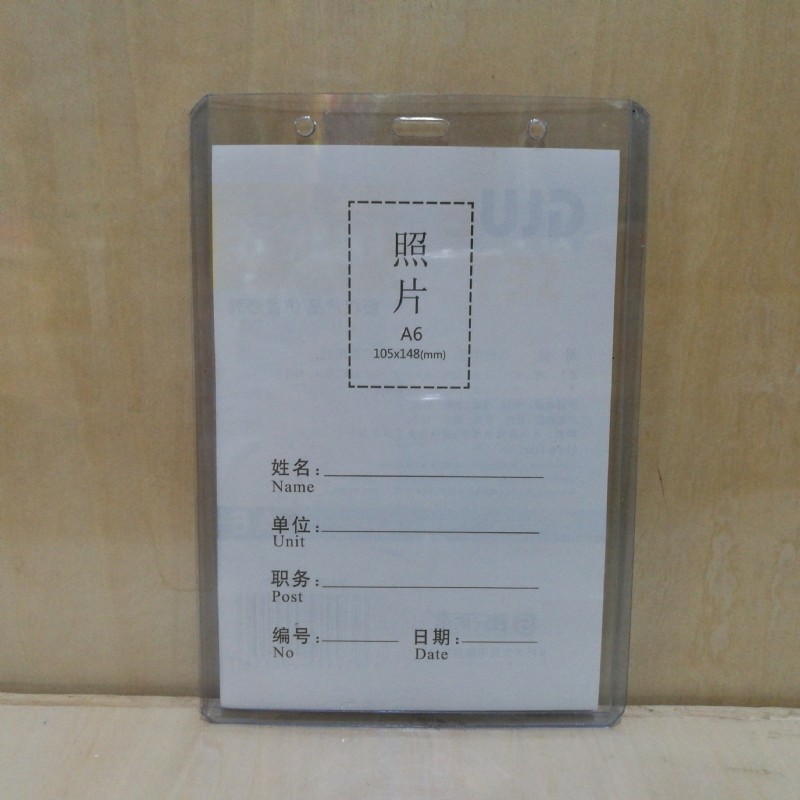 照
片
A6
105x148(mm)
姓名:
Name
单位:
Unit
职务:
Post
编号: 日期:
No Date
GLU